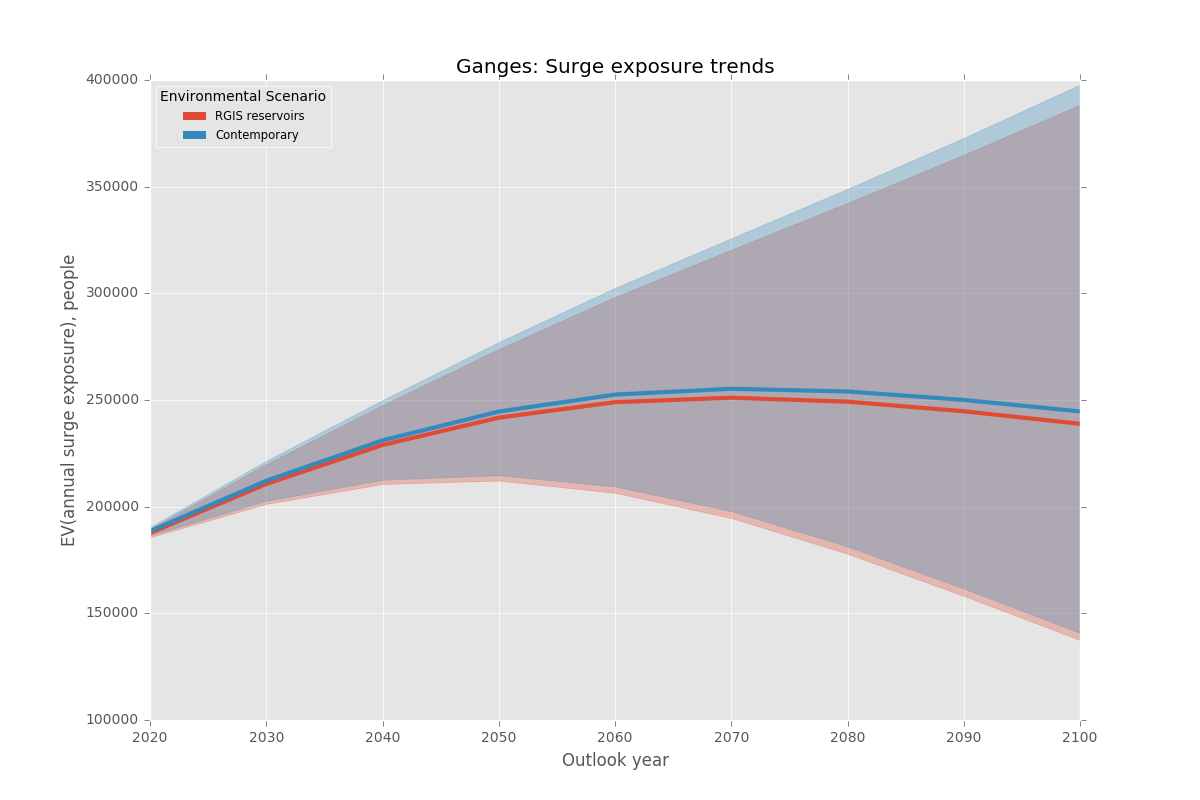 Ganges: Surge exposure trends
Environmental Scenario
RGIS reservoirs
Contemporary
EV(annual surge exposure), people
400000
350000
300000
250000
200000
150000
100000
2020 2030 2040 2050 2060 2070 2080 2090 2100
Outlook year